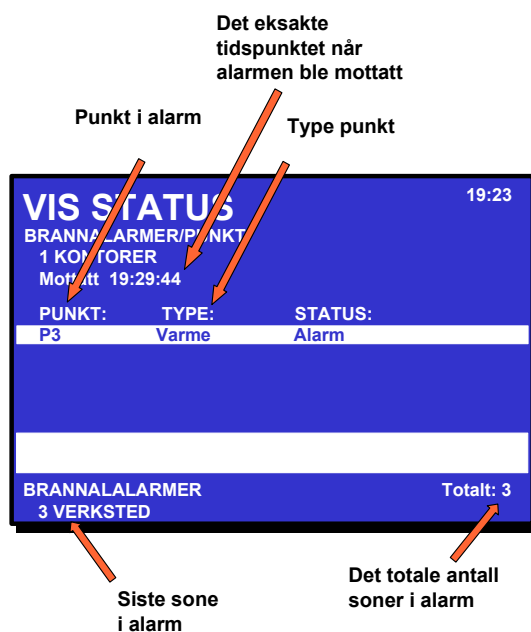 Det eksakte
tidspunktet når
alarmen ble mottatt
Punkt i alarm
Type punkt
VIS STATUS
19:23
BRANNALARMER/PUNKT
1 KONTORER
Mottatt 19:29:44
PUNKT: TYPE: STATUS:
P3 Varme Alarm
BRANNALALARMER
Totalt: 3
3 VERKSTED
Siste sone
i alarm
Det totale antall
soner i alarm